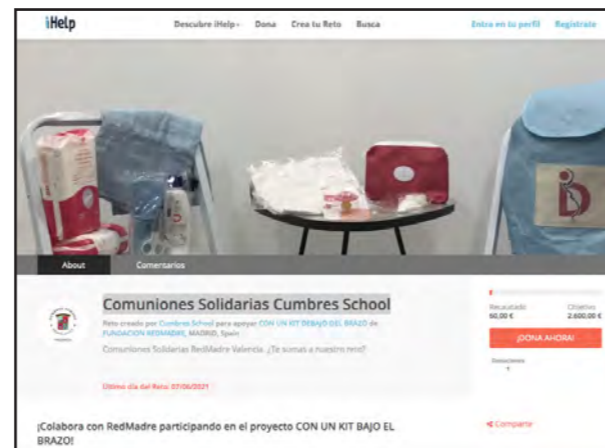 iHelp
Descubre iHelp Dona Crea tu Reto Busca
Entra en tu perfil Regístrate
About Comentarios
Comuniones Solidarias Cumbres School
Reto creado por Cumbres School para apoyar CON UN KIT DEBAJO DEL BRAZO de
FUNDACIÓN REDMADRE, MADRID, Spain
Comuniones Solidarias RedMadre Valencia. ¿Te sumas a nuestro reto?
Último día del Reto: 07/06/2021
Recaudado Objetivo
50,00 € 2.600,00 €
¡DONA AHORA!
Donaciones
1
¡Colabora con RedMadre participando en el proyecto CON UN KIT BAJO EL
BRAZO!
Compartir